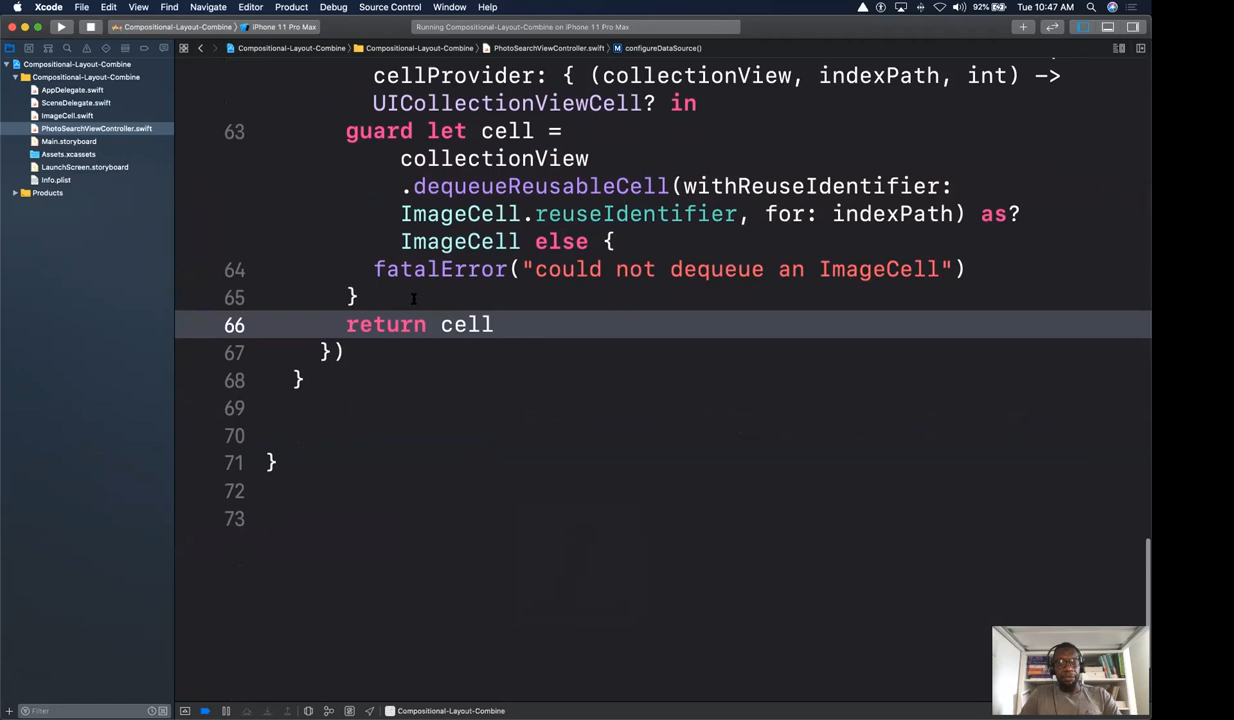 Xcode File Edit View Find Navigate Editor Product Debug Source Control Window Help
92% Tue 10:47 AM
Compositional-Layout-Combine iPhone 11 Pro Max
Running Compositional-Layout-Combine on iPhone 11 Pro Max
Compositional-Layout-Combine Compositional-Layout-Combine PhotoSearchViewController.swift M configureDataSource()
Compositional-Layout-Combine
Compositional-Layout-Combine
AppDelegate.swift
SceneDelegate.swift
ImageCell.swift
PhotoSearchViewController.swift
Main.storyboard
Assets.xcassets
LaunchScreen.storyboard
Info.plist
Products
cellProvider: { (collectionView, indexPath, int) ->
UICollectionViewCell? in
63 guard let cell =
collectionView
.dequeueReusableCell(withReuseIdentifier:
ImageCell.reuseIdentifier, for: indexPath) as?
ImageCell else {
64 fatalError("could not dequeue an ImageCell")
65 }
66 return cell
67 })
68 }
69
70
71 }
72
73
Filter
Compositional-Layout-Combine